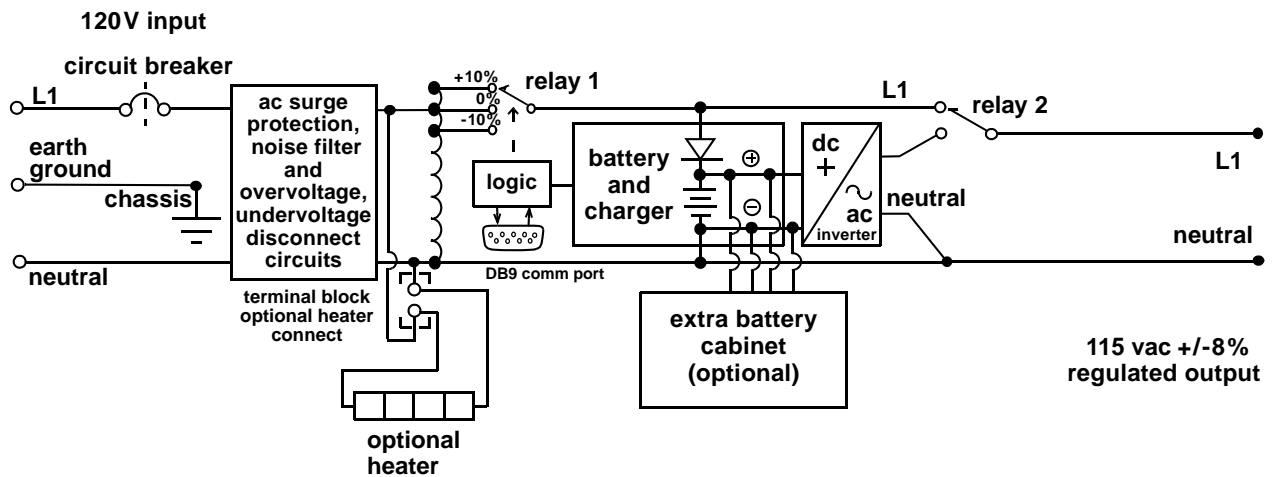 120V input
circuit breaker
L1
earth
ground
chassis
neutral
ac surge
protection,
noise filter
and
overvoltage,
undervoltage
disconnect
circuits
terminal block
optional heater
connect
optional
heater
+10%
0%
-10%
relay 1
logic
DB9 comm port
battery
and
charger
+
−
extra battery
cabinet
(optional)
dc
+
ac
inverter
L1
neutral
relay 2
L1
neutral
115 vac +/-8%
regulated output